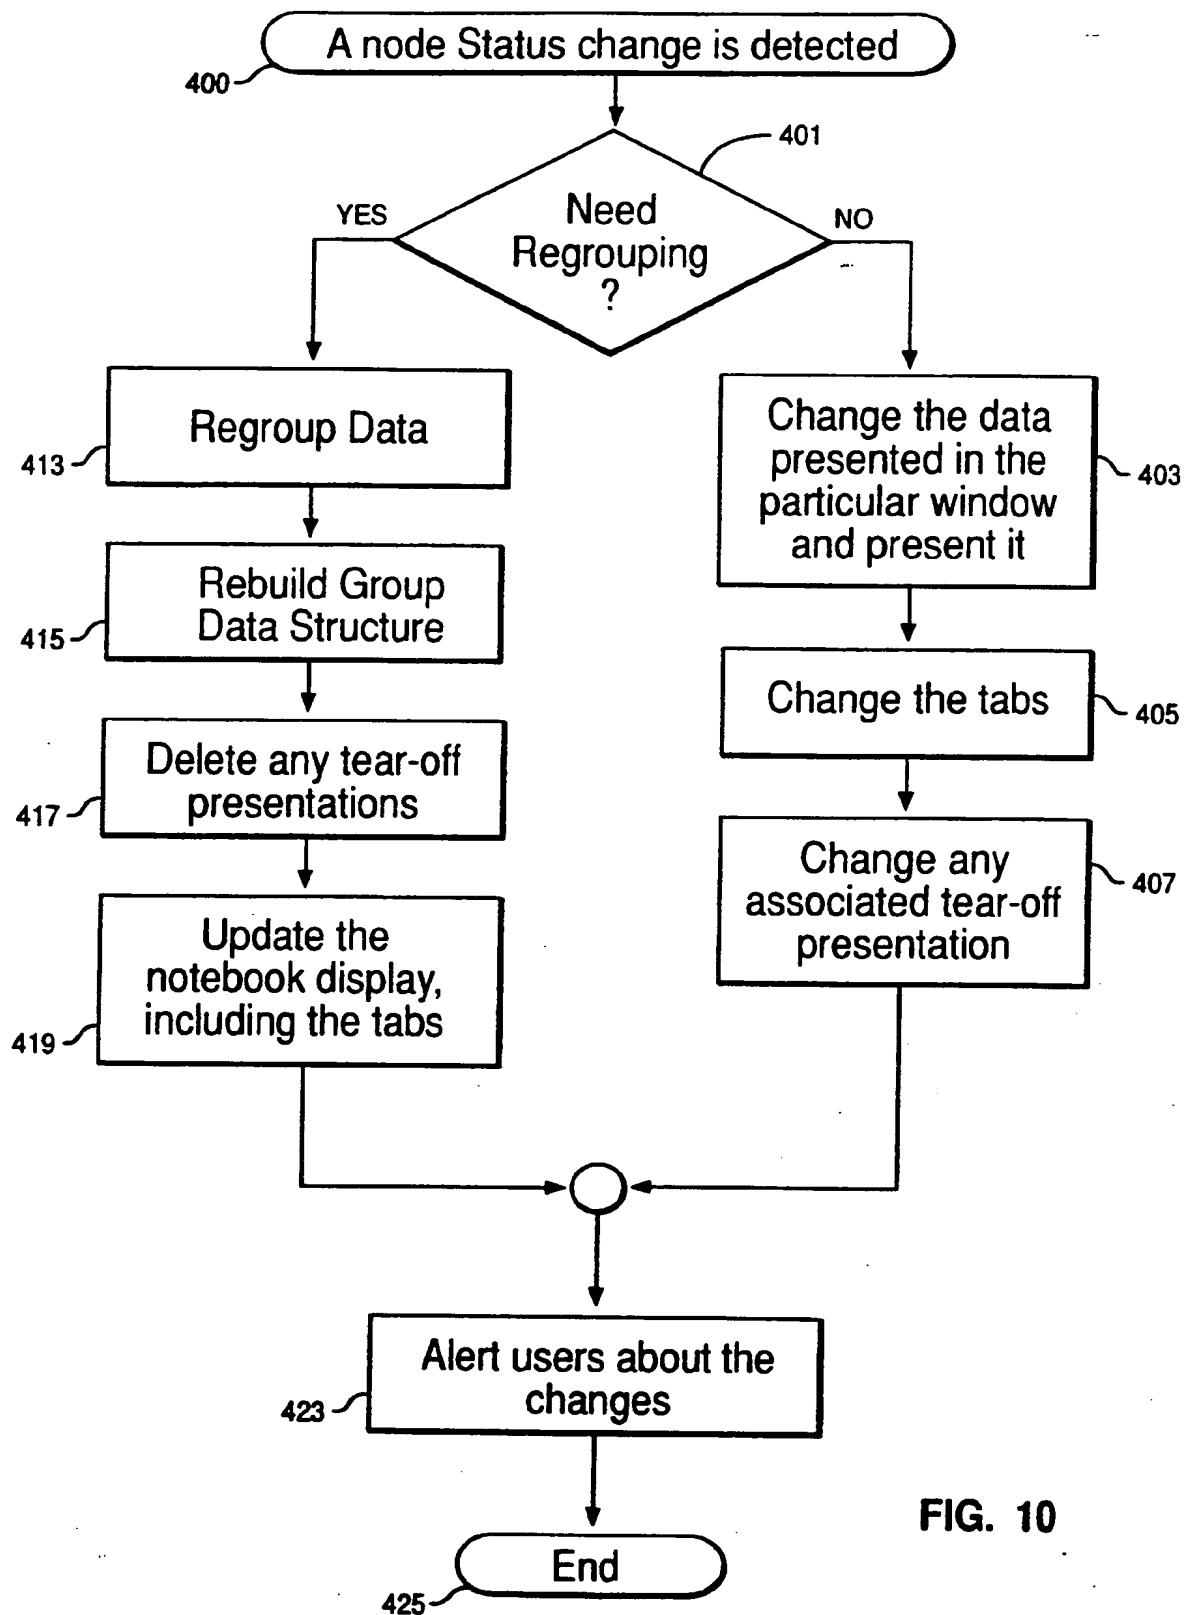 A node Status change is detected
400
401
Need
Regrouping
?
YES
NO
Regroup Data
413
Rebuild Group
Data Structure
415
Delete any tear-off
presentations
417
Update the
notebook display,
including the tabs
419
Change the data
presented in the
particular window
and present it
403
Change the tabs
405
Change any
associated tear-off
presentation
407
Alert users about the
changes
423
End
425
FIG. 10